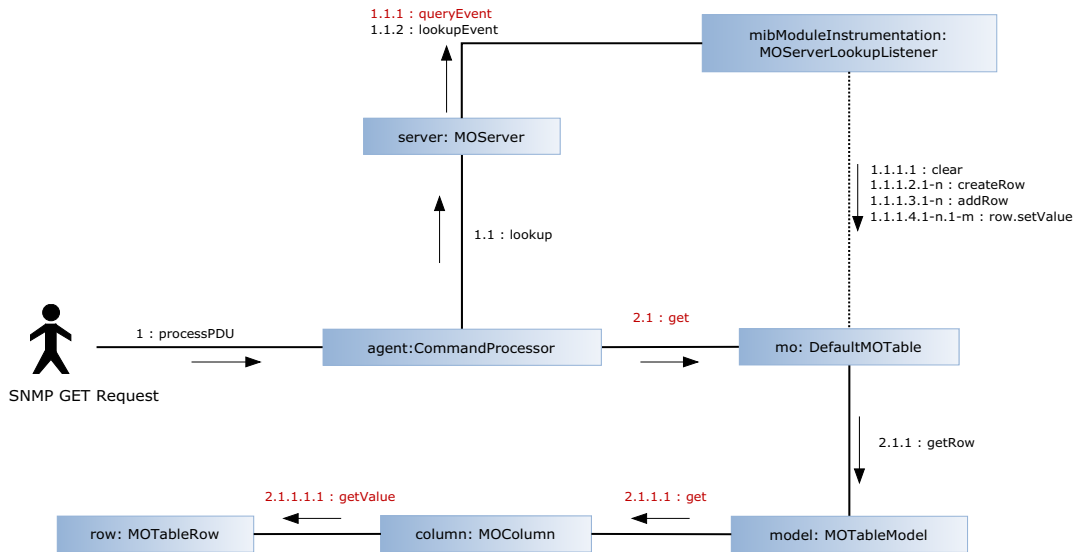 1.1.1 : queryEvent
1.1.2 : lookupEvent
mibModuleInstrumentation:
MOServerLookupListener
server: MOServer
1.1.1.1 : clear
1.1.1.2.1-n : createRow
1.1.1.3.1-n : addRow
1.1.1.4.1-n.1-m : row.setValue
1.1 : lookup
1 : processPDU
agent:CommandProcessor
2.1 : get
mo: DefaultMOTable
SNMP GET Request
2.1.1 : getRow
2.1.1.1.1 : getValue
2.1.1.1 : get
row: MOTableRow
column: MOColumn
model: MOTableModel